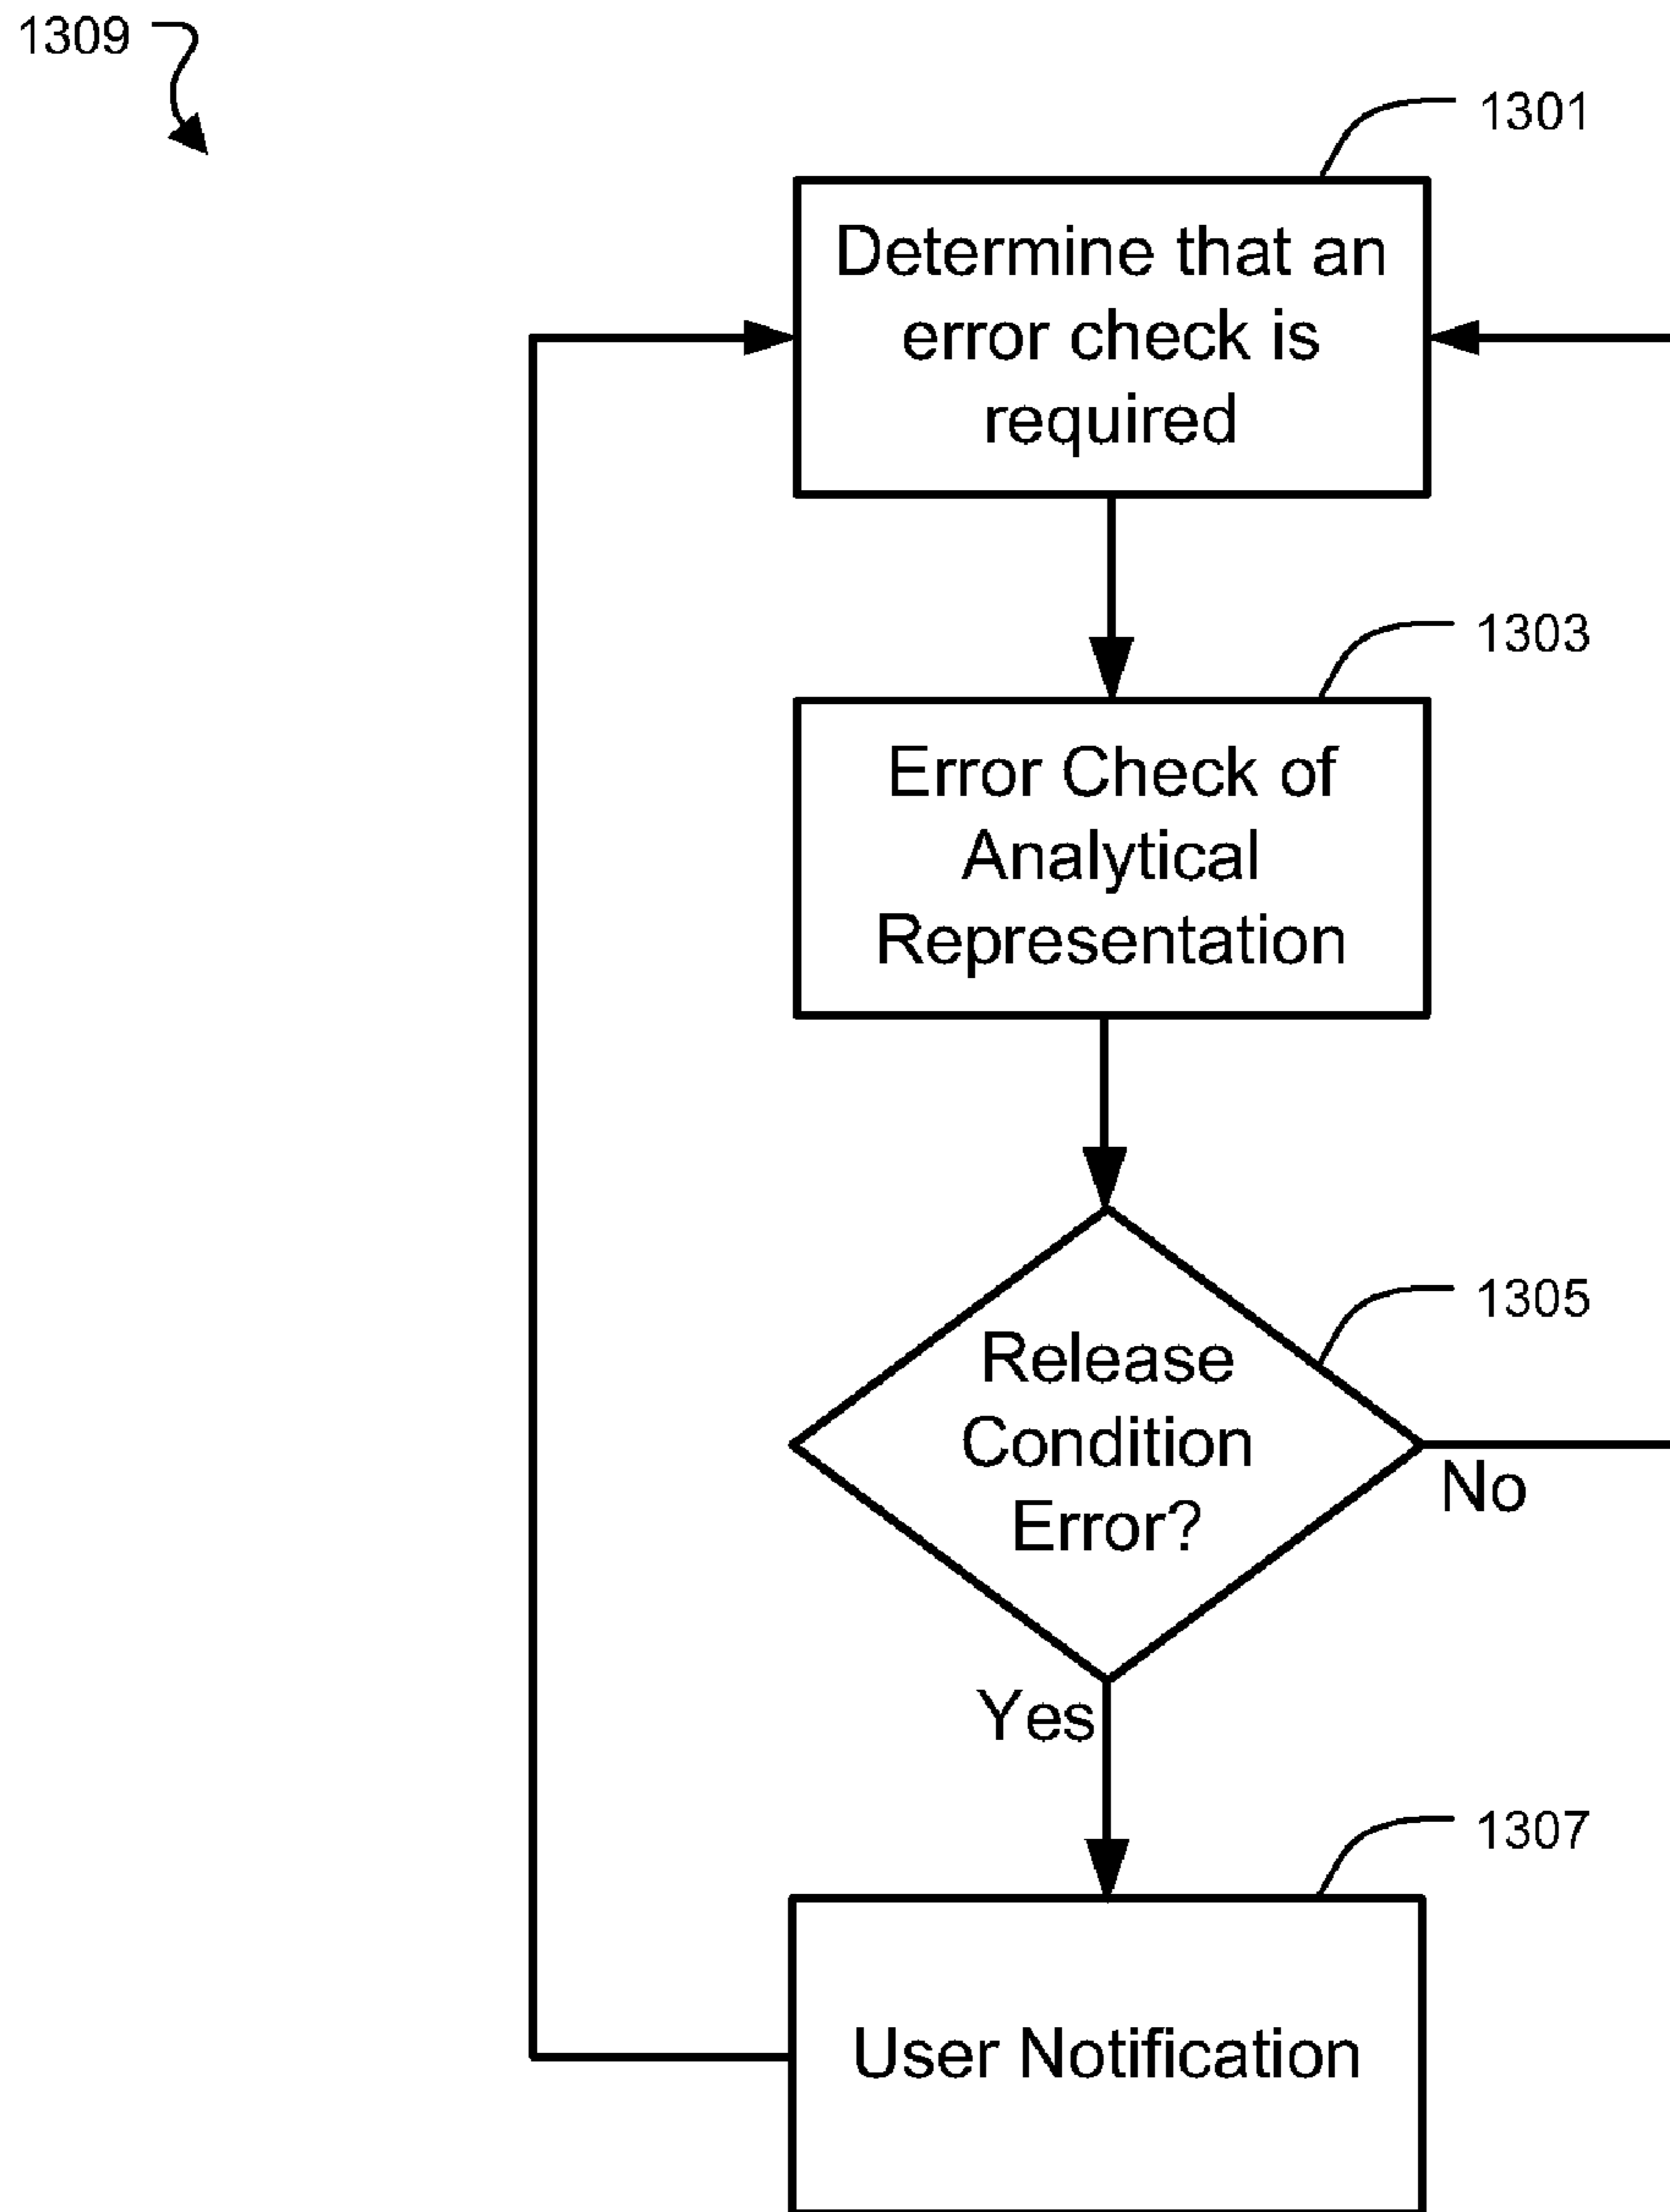 1309
1301
Determine that an
error check is
required
1303
Error Check of
Analytical
Representation
1305
Release
Condition
Error?
No
Yes
1307
User Notification